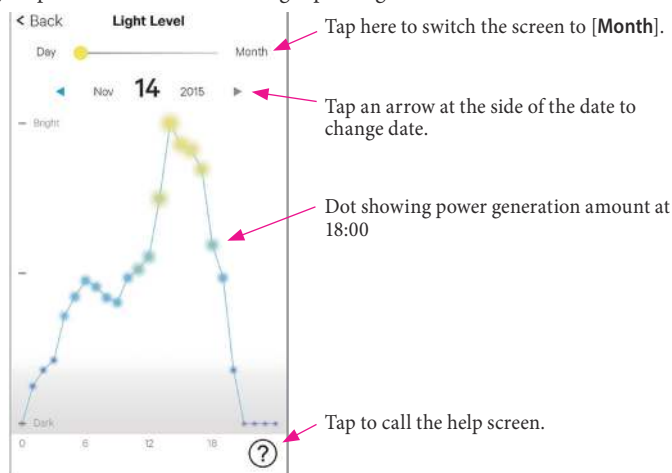 < Back Light Level
Tap here to switch the screen to [Month].
Day Month
◀ Nov 14 2015 ▶
Tap an arrow at the side of the date to
change date.
Bright
Dot showing power generation amount at
18:00
Dark
Tap to call the help screen.
0 6 12 18 ?